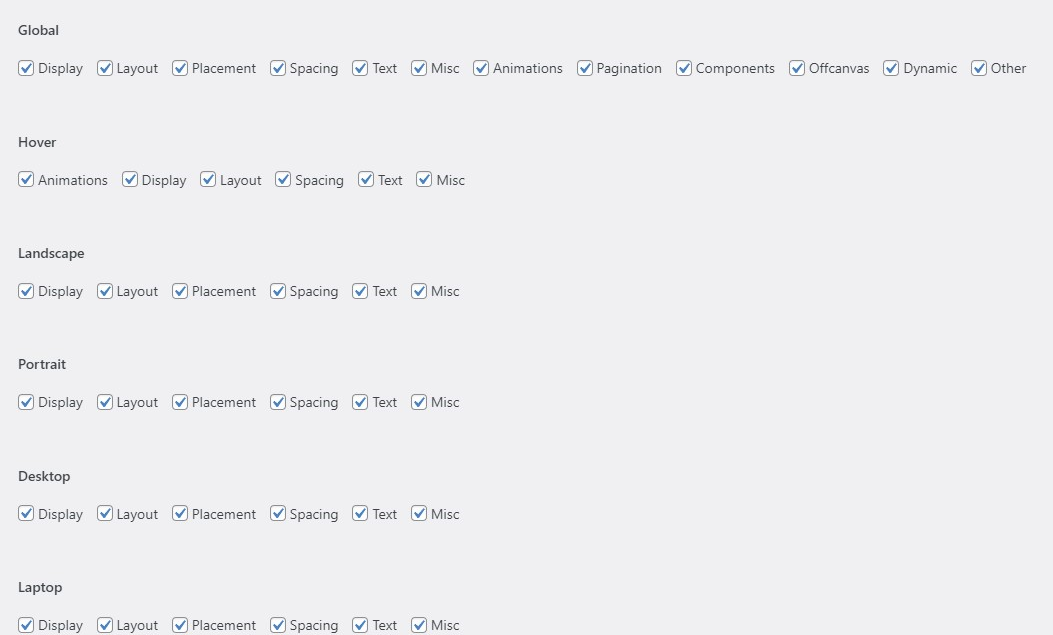 Global
Display Layout Placement Spacing Text Misc Animations Pagination Components Offcanvas Dynamic Other
Hover
Animations Display Layout Spacing Text Misc
Landscape
Display Layout Placement Spacing Text Misc
Portrait
Display Layout Placement Spacing Text Misc
Desktop
Display Layout Placement Spacing Text Misc
Laptop
Display Layout Placement Spacing Text Misc